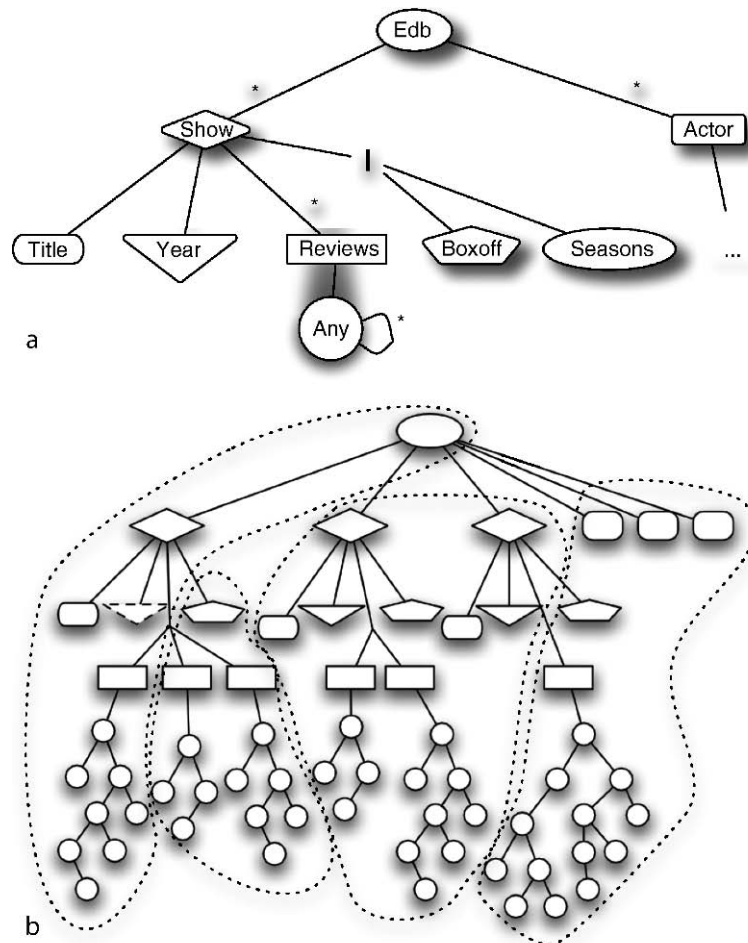 Edb
*
*
Show
Actor
|
*
Title
Year
Reviews
Boxoff
Seasons
...
Any
*
a
b